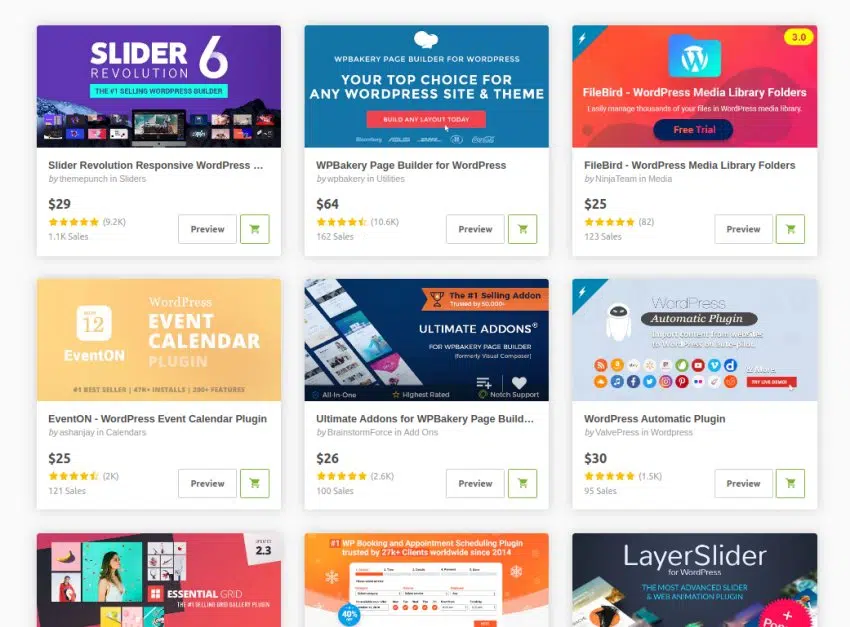 SLIDER 6
REVOLUTION
THE #1 SELLING WORDPRESS BUILDER
Slider Revolution Responsive WordPress ...
by themepunch in Sliders
$29
(9.2K)
1.1K Sales
Preview
WPBAKERY PAGE BUILDER FOR WORDPRESS
YOUR TOP CHOICE FOR
ANY WORDPRESS SITE & THEME
BUILD ANY LAYOUT TODAY
Bloomberg ASUS DHL Coca-Cola
WPBakery Page Builder for WordPress
by wpbakery in Utilities
$64
(10.6K)
162 Sales
Preview
3.0
FileBird - WordPress Media Library Folders
Easily manage thousands of your files in WordPress media library.
Free Trial
FileBird - WordPress Media Library Folders
by NinjaTeam in Media
$25
(82)
123 Sales
Preview
12
EventON
WordPress
EVENT
CALENDAR
PLUGIN
#1 BEST SELLER | 47K+ INSTALLS | 200+ FEATURES
EventON - WordPress Event Calendar Plugin
by ashanjay in Calendars
$25
(2K)
121 Sales
Preview
The #1 Selling Addon
Trusted by 50,000+
ULTIMATE ADDONS®
FOR WPBAKERY PAGE BUILDER
(formerly Visual Composer)
All-In-One
Highest Rated
Notch Support
Ultimate Addons for WPBakery Page Build...
by BrainstormForce in Add Ons
$26
(2.6K)
100 Sales
Preview
WordPress
Automatic Plugin
Import content from WebSites
to WordPress on auto-pilot.
& More
TRY LIVE DEMO!
WordPress Automatic Plugin
by ValvePress in Wordpress
$30
(1.5K)
95 Sales
Preview
2.3
ESSENTIAL GRID
THE #1 SELLING GRID GALLERY PLUGIN
#1 WP Booking and Appointment Scheduling Plugin
trusted by 27k+ Clients worldwide since 2014
40%
LayerSlider
for WordPress
THE MOST ADVANCED SLIDER
& WEB ANIMATION PLUGIN